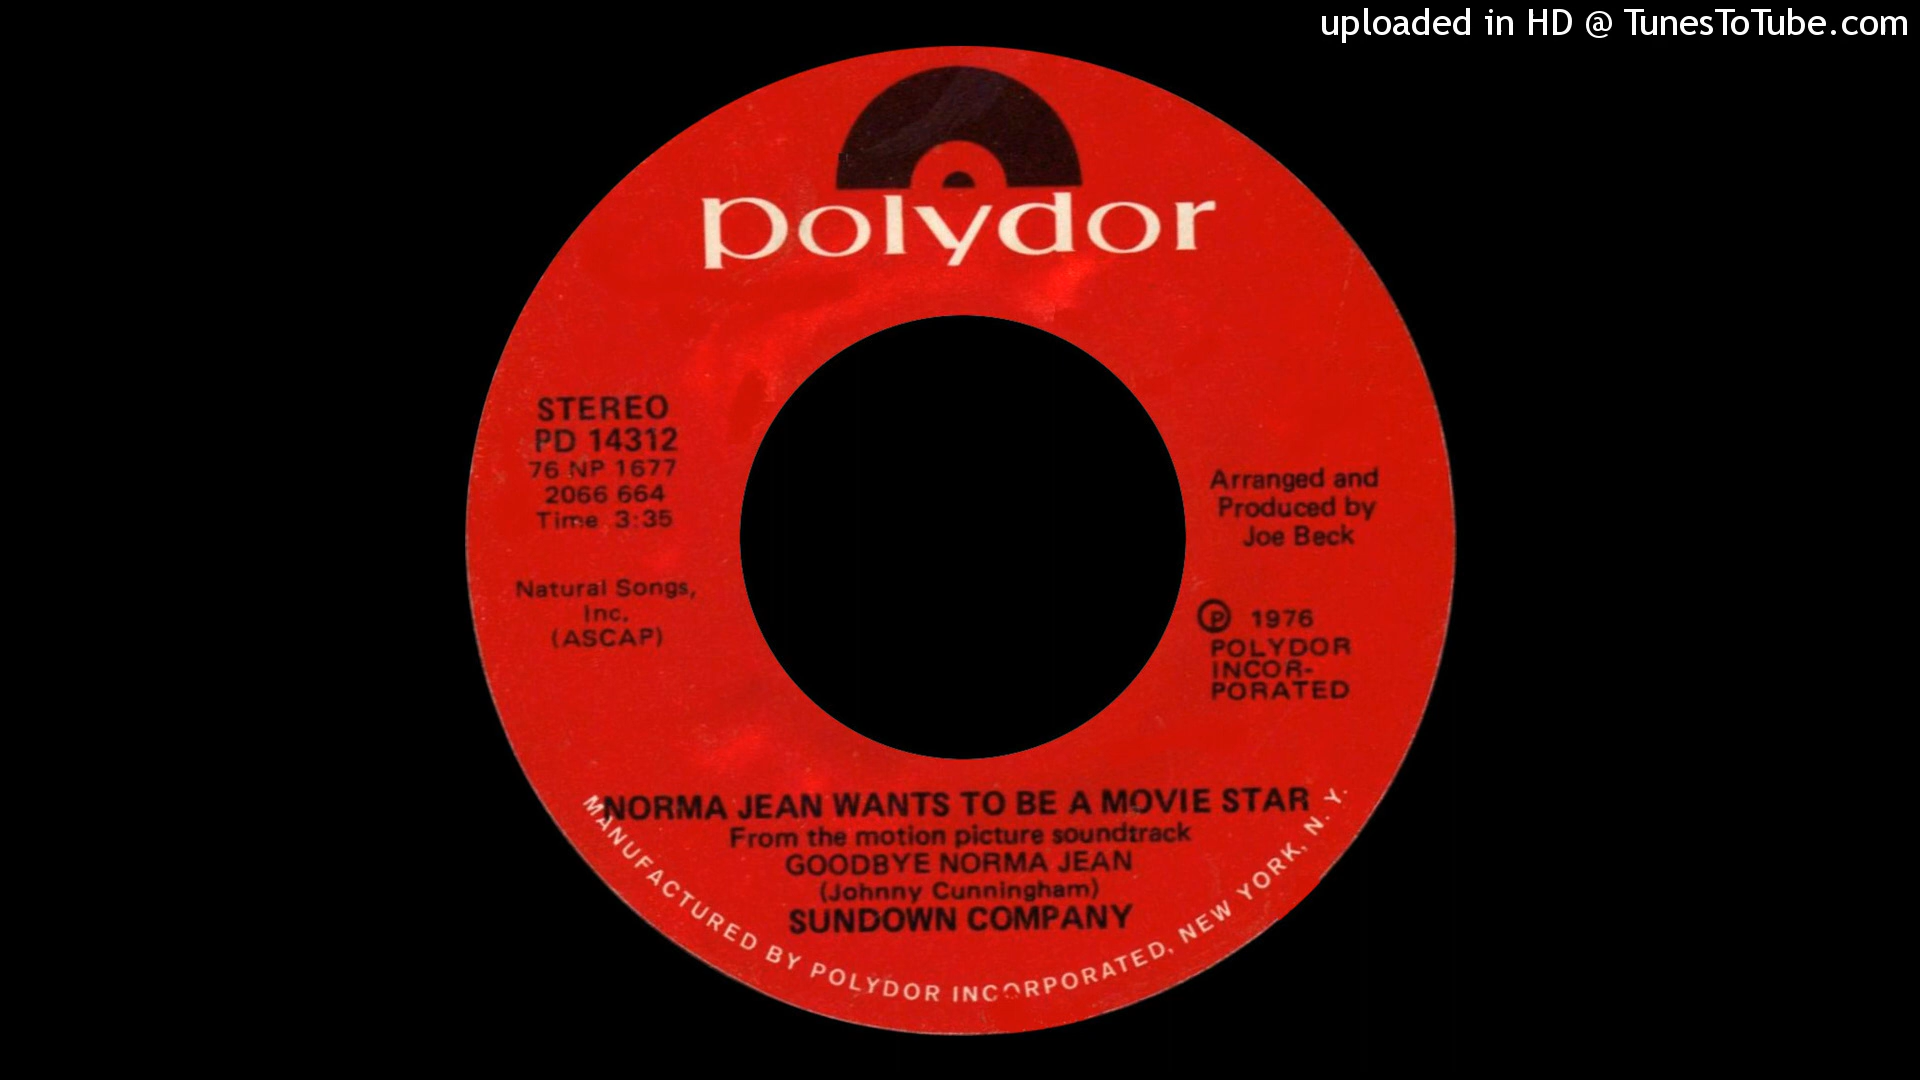 uploaded in HD @ TunesToTube.com
polydor
STEREO
PD 14312
76 NP 1677
2066 664
Time 3:35
Natural Songs,
Inc.
(ASCAP)
Arranged and
Produced by
Joe Beck
Ⓟ 1976
POLYDOR
INCOR-
PORATED
NORMA JEAN WANTS TO BE A MOVIE STAR
From the motion picture soundtrack
GOODBYE NORMA JEAN
(Johnny Cunningham)
SUNDOWN COMPANY
MANUFACTURED BY POLYDOR INCORPORATED, NEW YORK, N. Y.